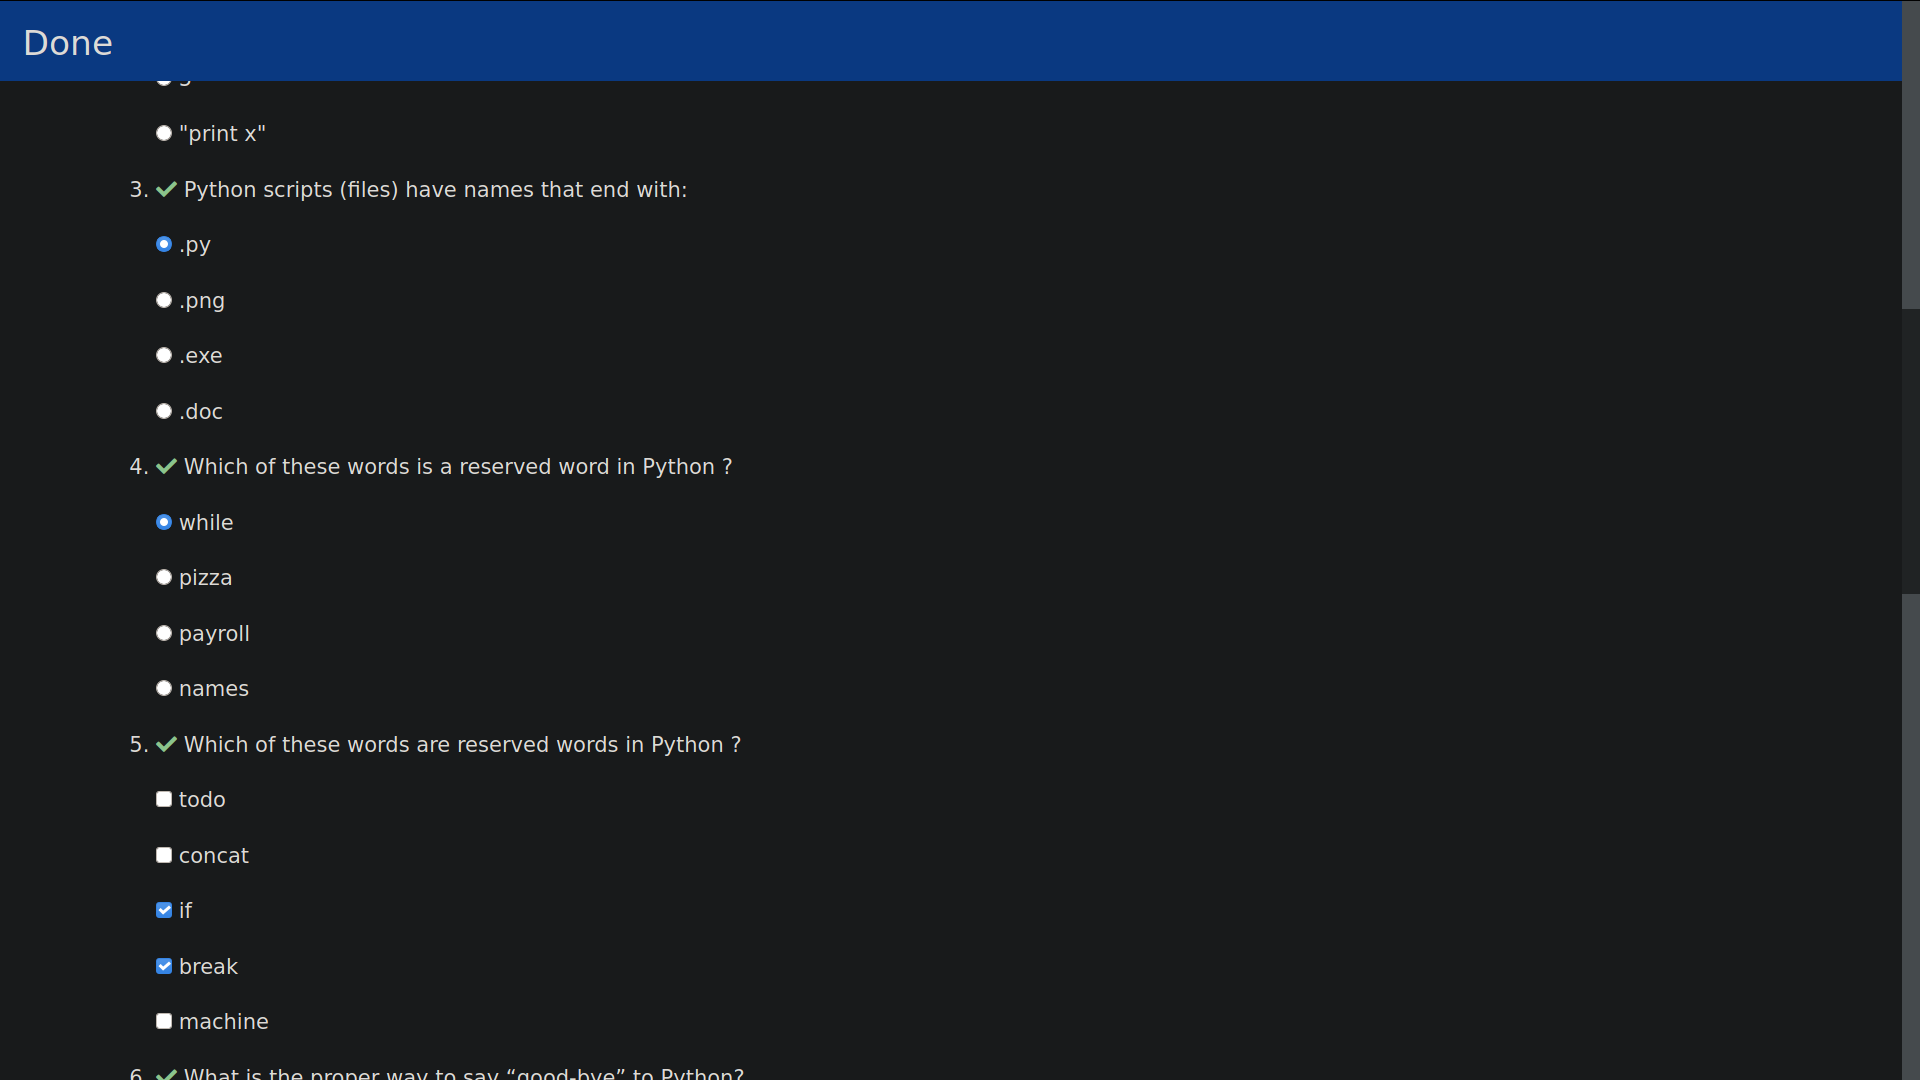 Done
"print x"
3. Python scripts (files) have names that end with:
.py
.png
.exe
.doc
4. Which of these words is a reserved word in Python ?
while
pizza
payroll
names
5. Which of these words are reserved words in Python ?
todo
concat
if
break
machine
6. What is the proper way to say “good-bye” to Python?